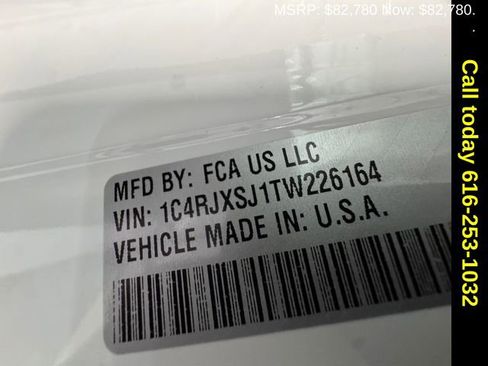 MSRP: $82,780 Now: $82,780.
MFD BY: FCA US LLC
VIN: 1C4RJXSJ1TW226164
VEHICLE MADE IN: U.S.A.
Call today 616-253-1032